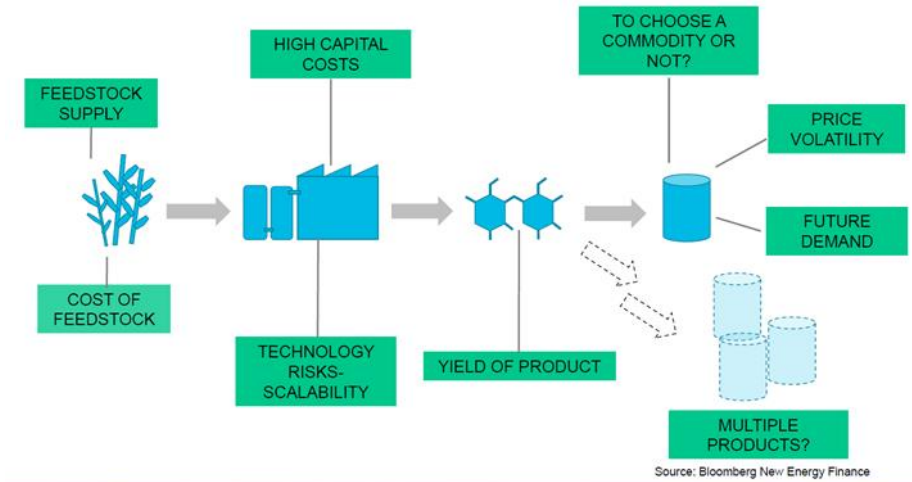 TO CHOOSE A
COMMODITY OR
NOT?
HIGH CAPITAL
COSTS
FEEDSTOCK
SUPPLY
PRICE
VOLATILITY
FUTURE
DEMAND
COST OF
FEEDSTOCK
TECHNOLOGY
RISKS-
SCALABILITY
YIELD OF PRODUCT
MULTIPLE
PRODUCTS?
Source: Bloomberg New Energy Finance